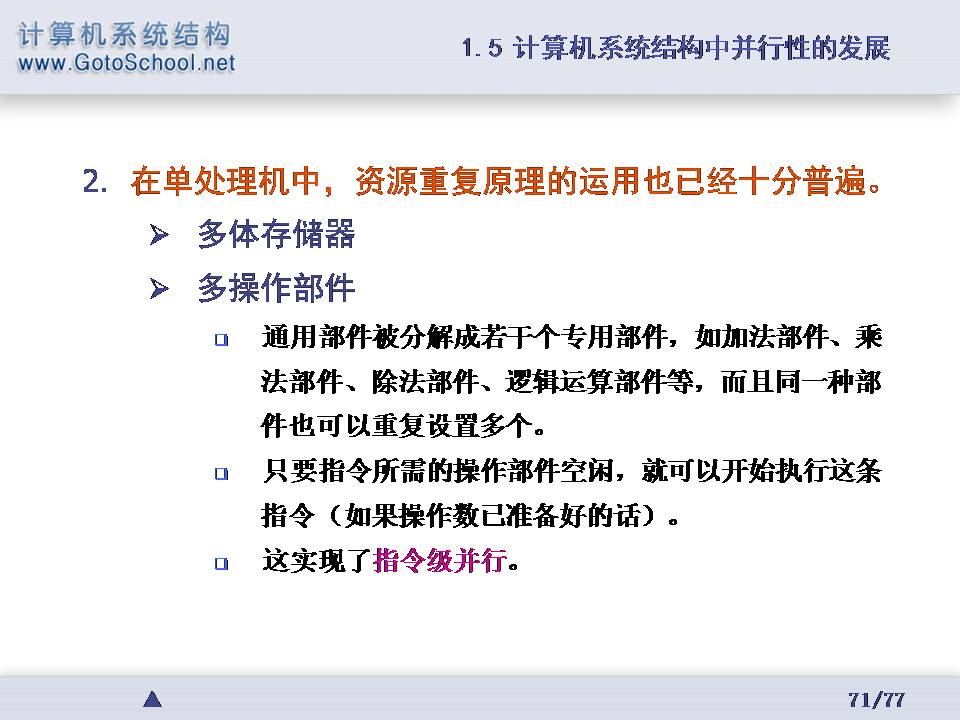 计算机系统结构
www.GotoSchool.net
1.5 计算机系统结构中并行性的发展
2. 在单处理机中，资源重复原理的运用也已经十分普遍。
➢ 多体存储器
➢ 多操作部件
❑ 通用部件被分解成若干个专用部件，如加法部件、乘
法部件、除法部件、逻辑运算部件等，而且同一种部
件也可以重复设置多个。
❑ 只要指令所需的操作部件空闲，就可以开始执行这条
指令（如果操作数已准备好的话）。
❑ 这实现了指令级并行。
71/77